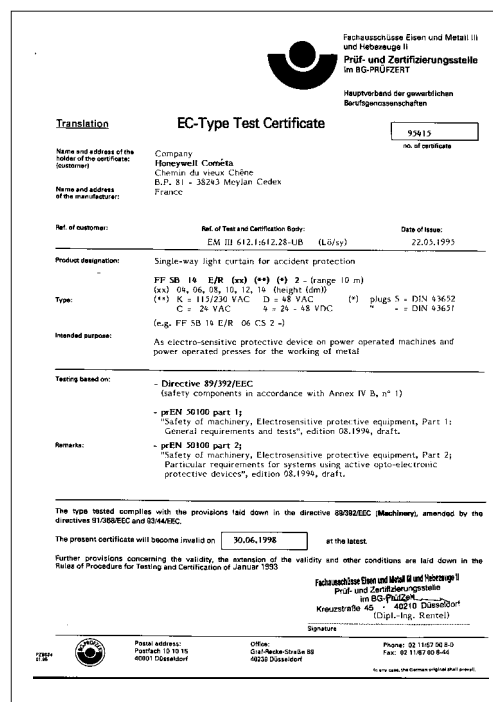 Fachausschüsse Eisen und Metall III
und Hebezeuge II
Prüf- und Zertifizierungsstelle
im BG-PRÜFZERT
Hauptverband der gewerblichen
Berufsgenossenschaften
Translation
EC-Type Test Certificate
95415
no. of certificate
Name and address of the
holder of the certificate:
(customer)
Company
Honeywell Cométa
Chemin du vieux Chêne
B.P. 81 - 38243 Meylan Cedex
France
Name and address
of the manufacturer:
Ref. of customer:
Ref. of Test and Certification Body:
Date of Issue:
EM III 612.1:612.28-UB (Lö/sy)
22.05.1995
Product designation:
Single-way light curtain for accident protection
Type:
FF SB 14 E/R (xx) (**) (*) 2 - (range 10 m)
(xx) 04, 06, 08, 10, 12, 14 (height (dm))
(**) K = 115/230 VAC D = 48 VAC (*) plugs S = DIN 43652
C = 24 VAC 4 = 24 - 48 VDC " - = DIN 43651
(e.g. FF SB 14 E/R 06 CS 2 -)
Intended purpose:
As electro-sensitive protective device on power operated machines and
power operated presses for the working of metal
Testing based on:
- Directive 89/392/EEC
(safety components in accordance with Annex IV B, n° 1)
- prEN 50100 part 1;
"Safety of machinery, Electrosensitive protective equipment, Part 1;
General requirements and tests", edition 08.1994, draft.
Remarks:
- prEN 50100 part 2;
"Safety of machinery, Electrosensitive protective equipment, Part 2;
Particular requirements for systems using active opto-electronic
protective devices", edition 08.1994, draft.
The type tested complies with the provisions laid down in the directive 89/392/EEC (Machinery), amended by the
directives 91/368/EEC and 93/44/EEC.
The present certificate will become invalid on 30.06.1998 at the latest.
Further provisions concerning the validity, the extension of the validity and other conditions are laid down in the
Rules of Procedure for Testing and Certification of Januar 1993
Fachausschüsse Eisen und Metall III und Hebezeuge II
Prüf- und Zertifizierungsstelle
im BG-PrüfZert
Kreuzstraße 45 · 40210 Düsseldorf
(Dipl.-Ing. Rentel)
Signature
Postal address:
Postfach 10 10 15
40001 Düsseldorf
Office:
Graf-Recke-Straße 69
40239 Düsseldorf
Phone: 02 11/67 00 8-0
Fax: 02 11/67 00 8-44
In any case, the German original shall prevail.